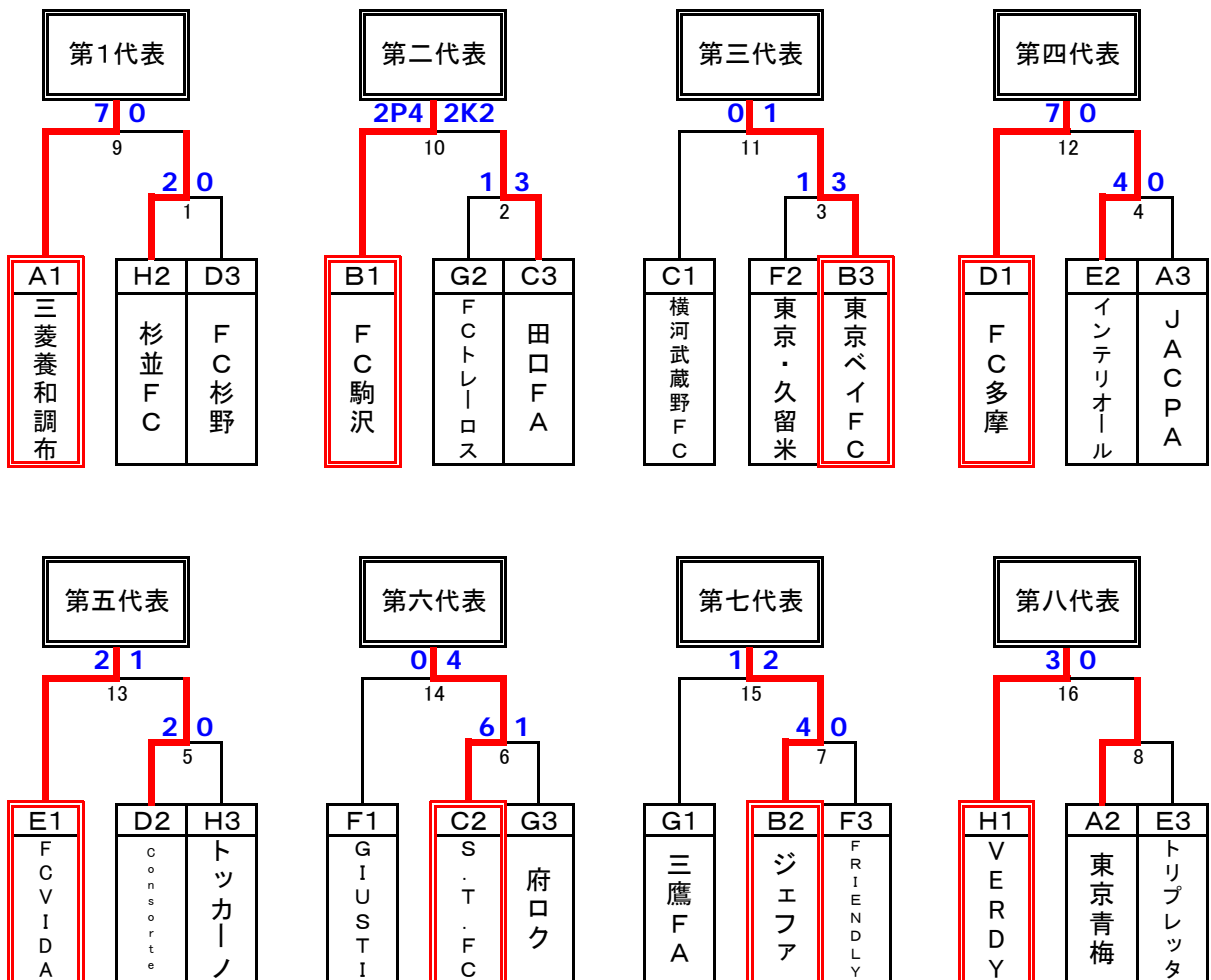 第1代表 第二代表 第三代表 第四代表
7 0 2P4 2K2 0 1 7 0
9 10 11 12
2 0 1 3 1 3 4 0
1 2 3 4
A1 H2 D3 B1 G2 C3 C1 F2 B3 D1 E2 A3
三菱養和調布
杉並FC
FC杉野
FC駒沢
FCトレーロス
田口FA
横河武蔵野FC
東京・久留米
東京ベイFC
FC多摩
インテリオール
JACPA
第五代表 第六代表 第七代表 第八代表
2 1 0 4 1 2 3 0
13 14 15 16
2 0 6 1 4 0
5 6 7 8
E1 D2 H3 F1 C2 G3 G1 B2 F3 H1 A2 E3
FCVIDA
Consorte
トッカーノ
GIUSTI
S.T.FC
府ロク
三鷹FA
ジェファ
FRIENDLY
VERDY
東京青梅
トリプレッタ